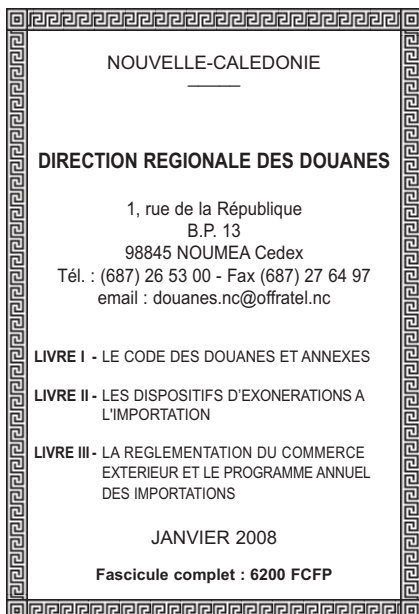 NOUVELLE-CALEDONIE
DIRECTION REGIONALE DES DOUANES
1, rue de la République
B.P. 13
98845 NOUMEA Cedex
Tél. : (687) 26 53 00 - Fax (687) 27 64 97
email : douanes.nc@offratel.nc
LIVRE I - LE CODE DES DOUANES ET ANNEXES
LIVRE II - LES DISPOSITIFS D'EXONERATIONS A
L'IMPORTATION
LIVRE III - LA REGLEMENTATION DU COMMERCE
EXTERIEUR ET LE PROGRAMME ANNUEL
DES IMPORTATIONS
JANVIER 2008
Fascicule complet : 6200 FCFP